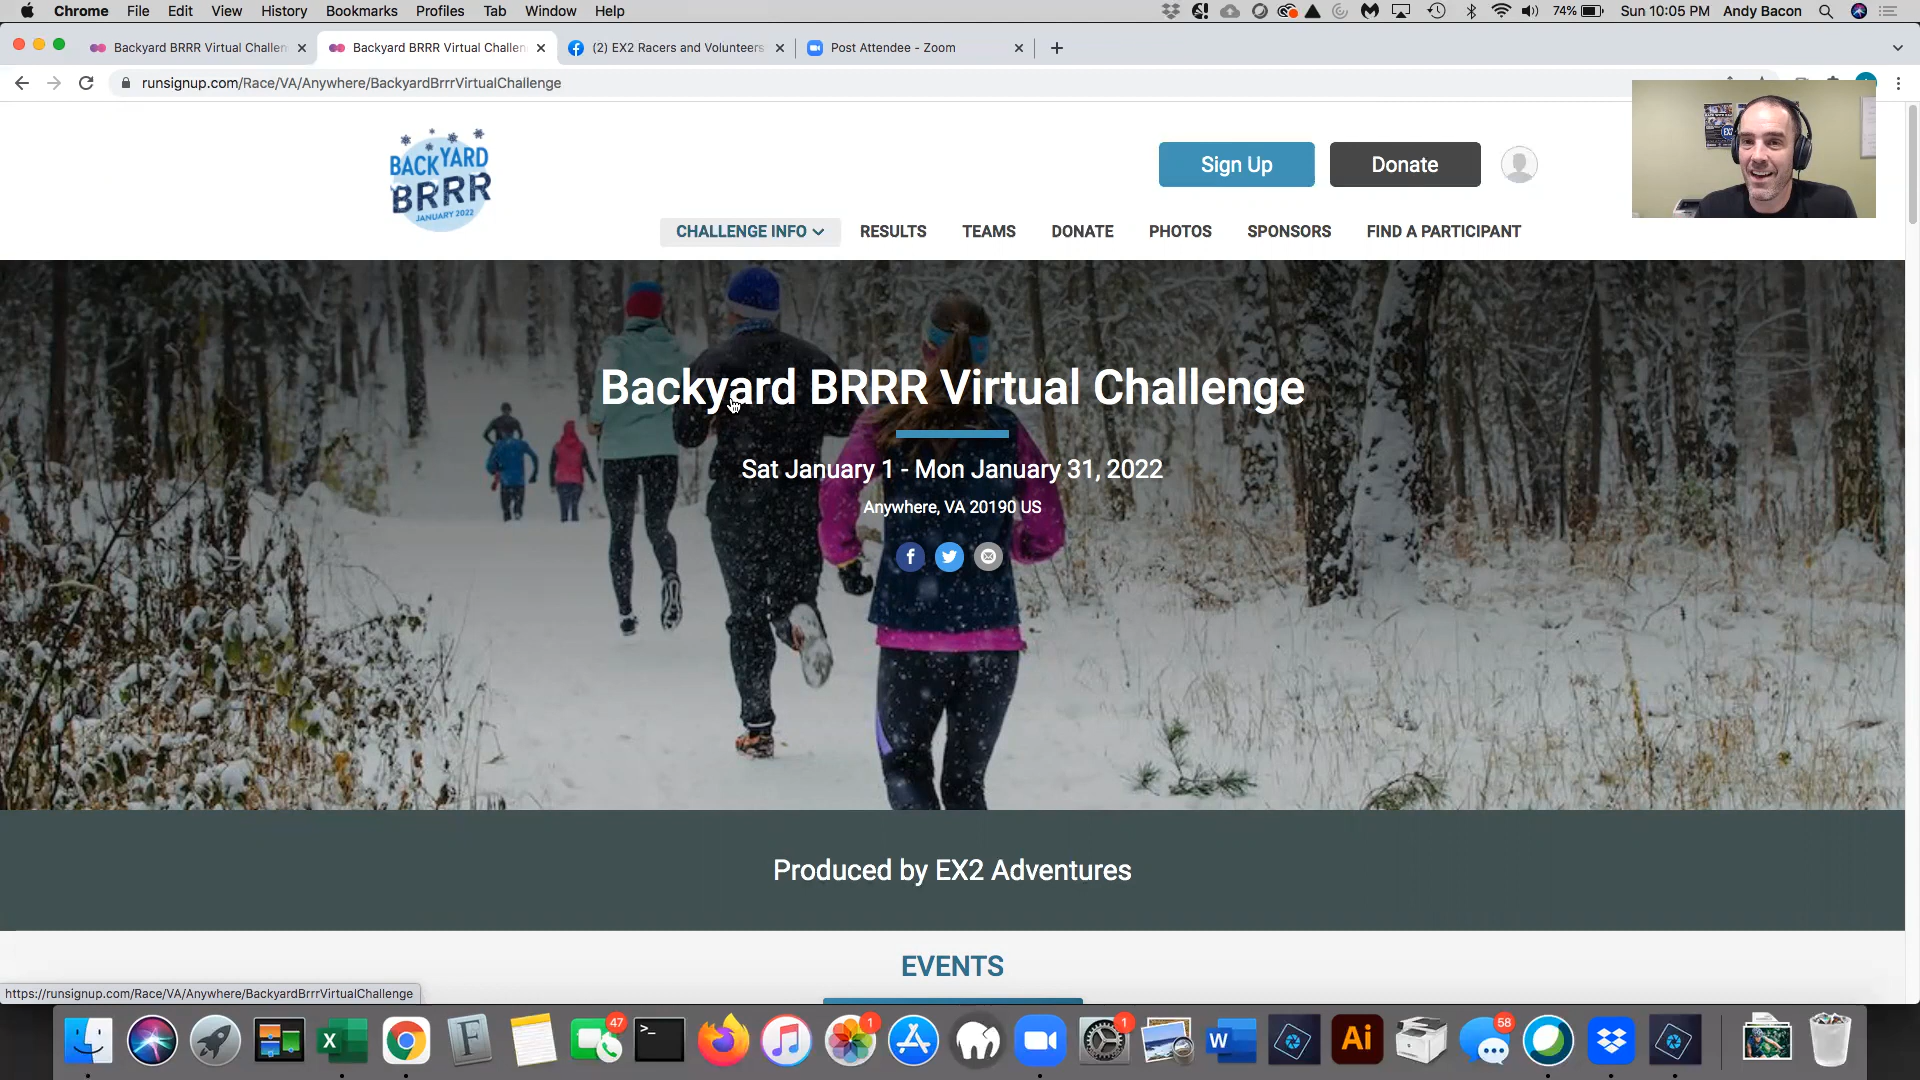 Chrome File Edit View History Bookmarks Profiles Tab Window Help 74% Sun 10:05 PM Andy Bacon
Backyard BRRR Virtual Challen Backyard BRRR Virtual Challen (2) EX2 Racers and Volunteers Post Attendee - Zoom
runsignup.com/Race/VA/Anywhere/BackyardBrrrVirtualChallenge
BACKYARD
BRRR
JANUARY 2022
Sign Up Donate
CHALLENGE INFO RESULTS TEAMS DONATE PHOTOS SPONSORS FIND A PARTICIPANT
Backyard BRRR Virtual Challenge
Sat January 1 - Mon January 31, 2022
Anywhere, VA 20190 US
Produced by EX2 Adventures
EVENTS
https://runsignup.com/Race/VA/Anywhere/BackyardBrrrVirtualChallenge
47 1 1 58
X F >_ W Ai